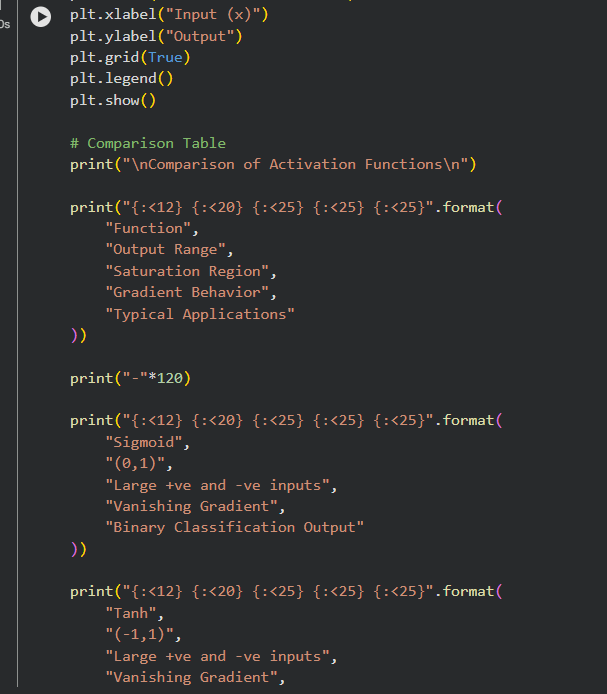 0s
plt.xlabel("Input (x)")
plt.ylabel("Output")
plt.grid(True)
plt.legend()
plt.show()
# Comparison Table
print("\nComparison of Activation Functions\n")
print("{:<12} {:<20} {:<25} {:<25} {:<25}".format(
"Function",
"Output Range",
"Saturation Region",
"Gradient Behavior",
"Typical Applications"
))
print("-"*120)
print("{:<12} {:<20} {:<25} {:<25} {:<25}".format(
"Sigmoid",
"(0,1)",
"Large +ve and -ve inputs",
"Vanishing Gradient",
"Binary Classification Output"
))
print("{:<12} {:<20} {:<25} {:<25} {:<25}".format(
"Tanh",
"(-1,1)",
"Large +ve and -ve inputs",
"Vanishing Gradient",